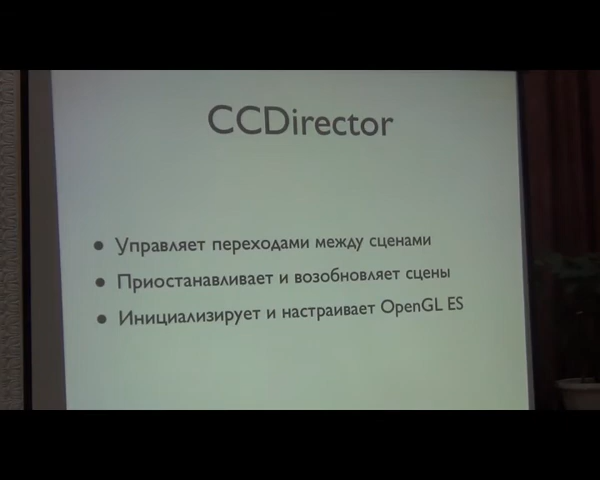 CCDirector
• Управляет переходами между сценами
• Приостанавливает и возобновляет сцены
• Инициализирует и настраивает OpenGL ES